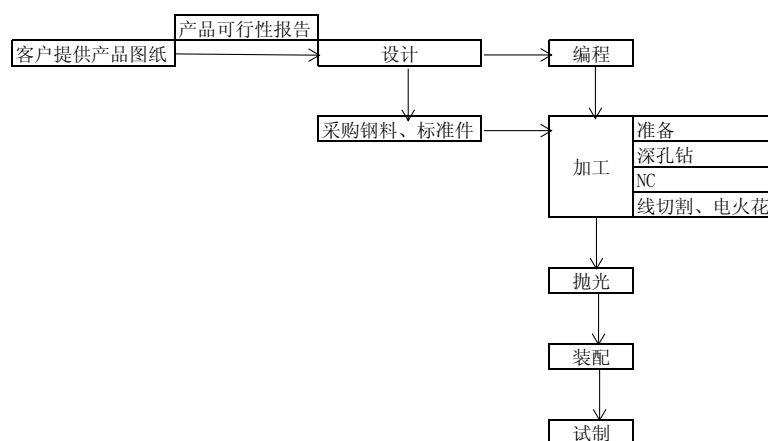 产品可行性报告
客户提供产品图纸
设计
编程
采购钢料、标准件
加工
准备
深孔钻
NC
线切割、电火花
抛光
装配
试制